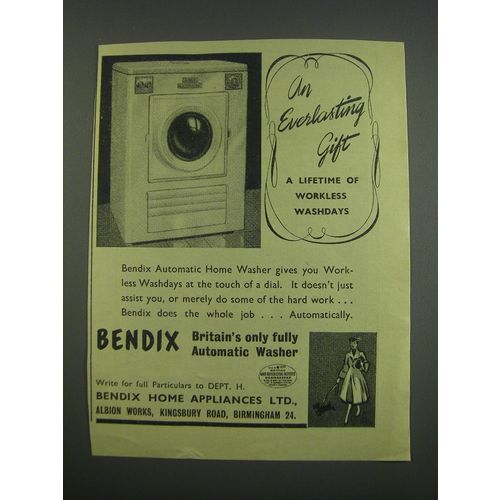 An
Everlasting
Gift
A LIFETIME OF
WORKLESS
WASHDAYS
Bendix Automatic Home Washer gives you Work-
less Washdays at the touch of a dial. It doesn't just
assist you, or merely do some of the hard work . . .
Bendix does the whole job . . . Automatically.
BENDIX
Britain's only fully
Automatic Washer
Write for full Particulars to DEPT. H.
BENDIX HOME APPLIANCES LTD.,
ALBION WORKS, KINGSBURY ROAD, BIRMINGHAM 24.